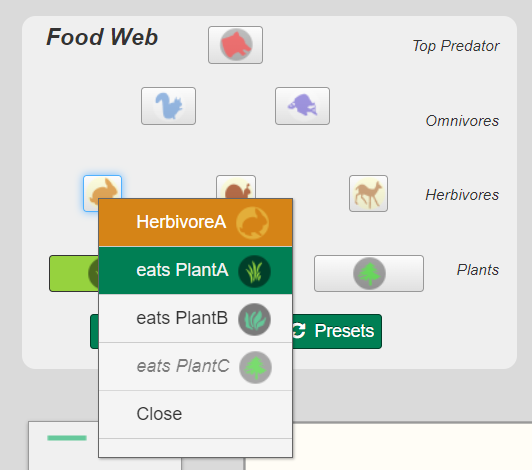 Food Web
Top Predator
Omnivores
Herbivores
HerbivoreA
eats PlantA
Plants
eats PlantB
Presets
eats PlantC
Close